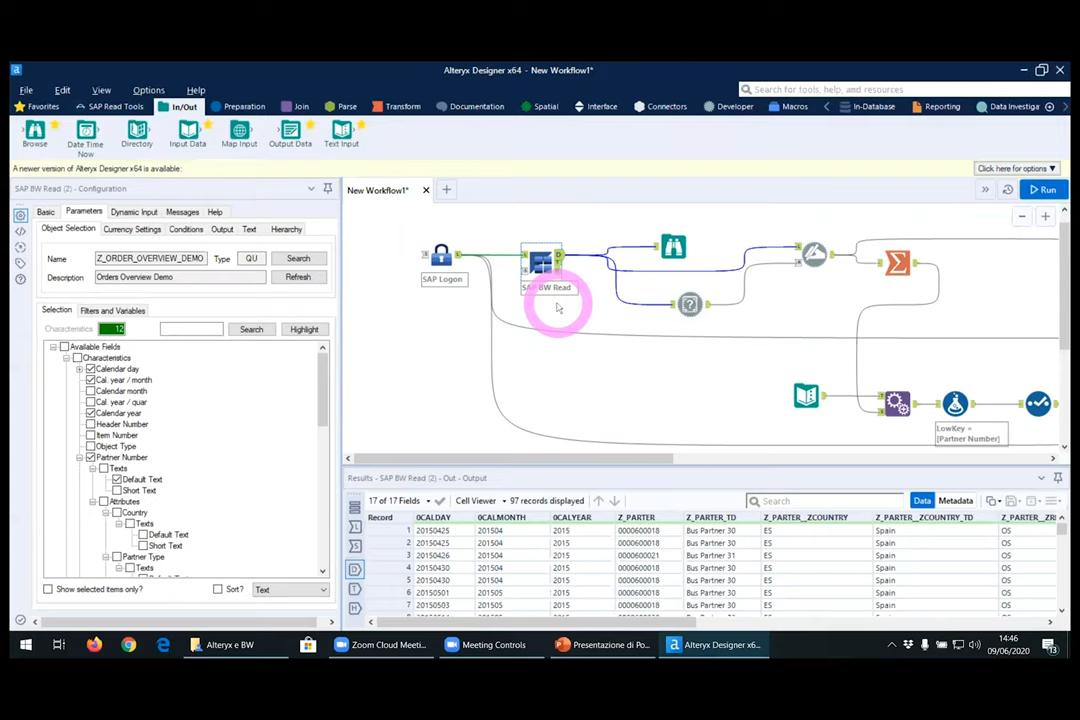 Alteryx Designer x64 - New Workflow1*
File Edit View Options Help
Search for tools, help, and resources
Favorites SAP Read Tools In/Out Preparation Join Parse Transform Documentation Spatial Interface Connectors Developer Macros In-Database Reporting Data Investiga
Browse Date Time Now Directory Input Data Map Input Output Data Text Input
A newer version of Alteryx Designer x64 is available: Click here for options
SAP BW Read (2) - Configuration
New Workflow1*
Run
Basic Parameters Dynamic Input Messages Help
Object Selection Currency Settings Conditions Output Text Hierarchy
Name Z_ORDER_OVERVIEW_DEMO Type QU Search
Description Orders Overview Demo Refresh
Selection Filters and Variables
Characteristics 12 Search Highlight
Available Fields
Characteristics
Calendar day
Cal. year / month
Calendar month
Cal. year / quar
Calendar year
Header Number
Item Number
Object Type
Partner Number
Texts
Default Text
Short Text
Attributes
Country
Texts
Default Text
Short Text
Partner Type
Texts
Show selected items only? Sort? Text
SAP Logon
SAP BW Read
D
T
LowKey =
[Partner Number]
Results - SAP BW Read (2) - Out - Output
17 of 17 Fields Cell Viewer 97 records displayed Search Data Metadata
Record 0CALDAY 0CALMONTH 0CALYEAR Z_PARTER Z_PARTER_TD Z_PARTER__ZCOUNTRY Z_PARTER__ZCOUNTRY_TD Z_PARTER__ZR
1 20150425 201504 2015 0000600018 Bus Partner 30 ES Spain OS
2 20150425 201504 2015 0000600018 Bus Partner 30 ES Spain OS
3 20150426 201504 2015 0000600021 Bus Partner 31 ES Spain OS
4 20150430 201504 2015 0000600018 Bus Partner 30 ES Spain OS
5 20150430 201504 2015 0000600018 Bus Partner 30 ES Spain OS
6 20150501 201505 2015 0000600018 Bus Partner 30 ES Spain OS
7 20150503 201505 2015 0000600018 Bus Partner 30 ES Spain OS
Alteryx e BW Zoom Cloud Meeti... Meeting Controls Presentazione di Po... Alteryx Designer x6...
14:46
09/06/2020
13